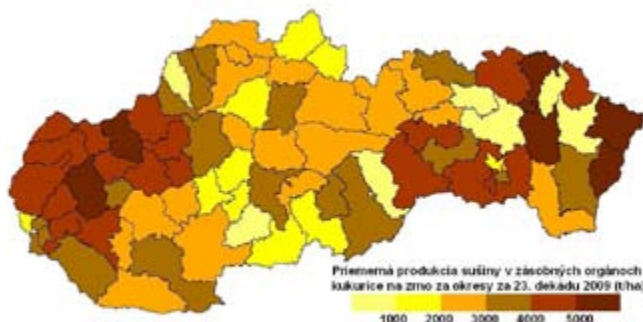 Priemerná produkcia sušiny v zásobných orgánoch
kukurice na zrno za okresy za 23. dekádu 2009 (t/ha)
1000 2000 3000 4000 5000